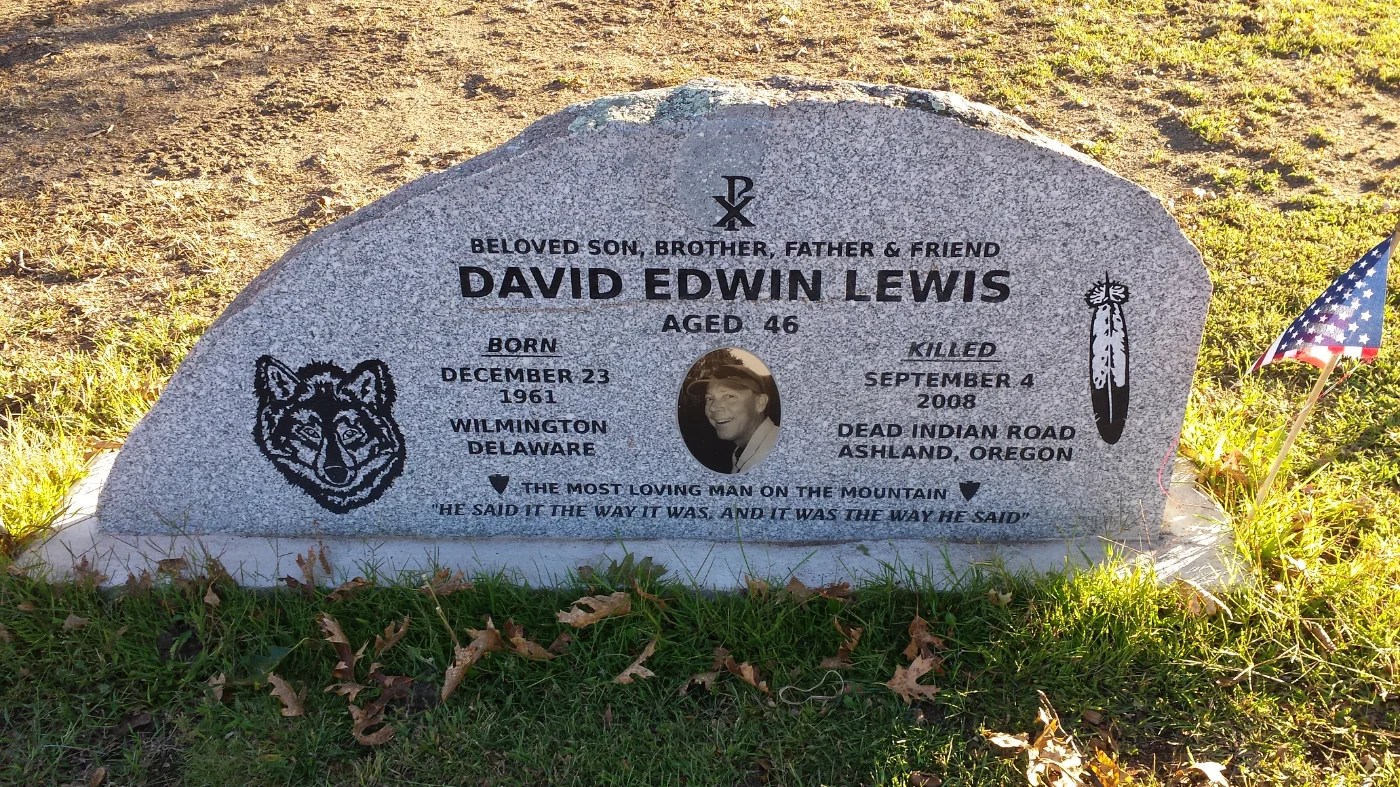 BELOVED SON, BROTHER, FATHER & FRIEND
DAVID EDWIN LEWIS
AGED 46
BORN
DECEMBER 23
1961
WILMINGTON
DELAWARE
KILLED
SEPTEMBER 4
2008
DEAD INDIAN ROAD
ASHLAND, OREGON
THE MOST LOVING MAN ON THE MOUNTAIN
"HE SAID IT THE WAY IT WAS, AND IT WAS THE WAY HE SAID"